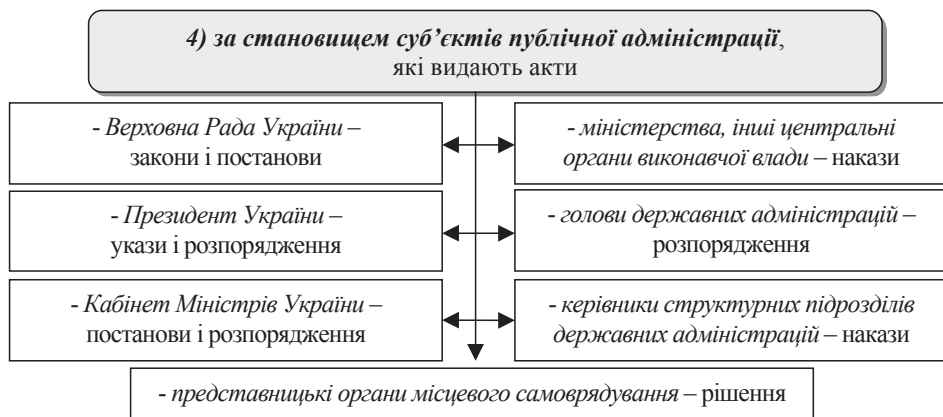 4) за становищем суб’єктів публічної адміністрації,
які видають акти
- Верховна Рада України –
закони і постанови
- міністерства, інші центральні
органи виконавчої влади – накази
- Президент України –
укази і розпорядження
- голови державних адміністрацій –
розпорядження
- Кабінет Міністрів України –
постанови і розпорядження
- керівники структурних підрозділів
державних адміністрацій – накази
- представницькі органи місцевого самоврядування – рішення